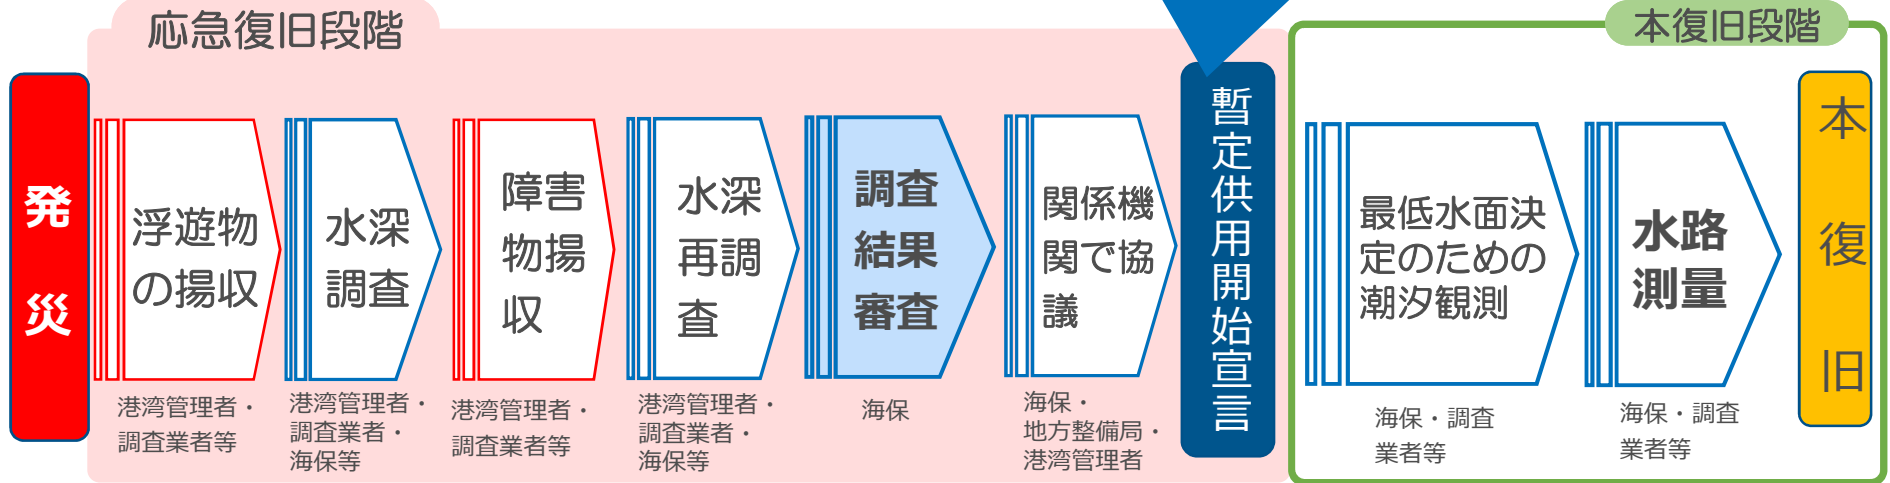 応急復旧段階
本復旧段階
発災
浮遊物
の揚収
港湾管理者・
調査業者等
水深
調査
港湾管理者・
調査業者・
海保等
障害
物揚
収
港湾管理者・
調査業者等
水深
再調
査
港湾管理者・
調査業者・
海保等
調査
結果
審査
海保
関係機
関で協
議
海保・
地方整備局・
港湾管理者
暫定供用開始宣言
最低水面決
定のための
潮汐観測
海保・調査
業者等
水路
測量
海保・調査
業者等
本復旧